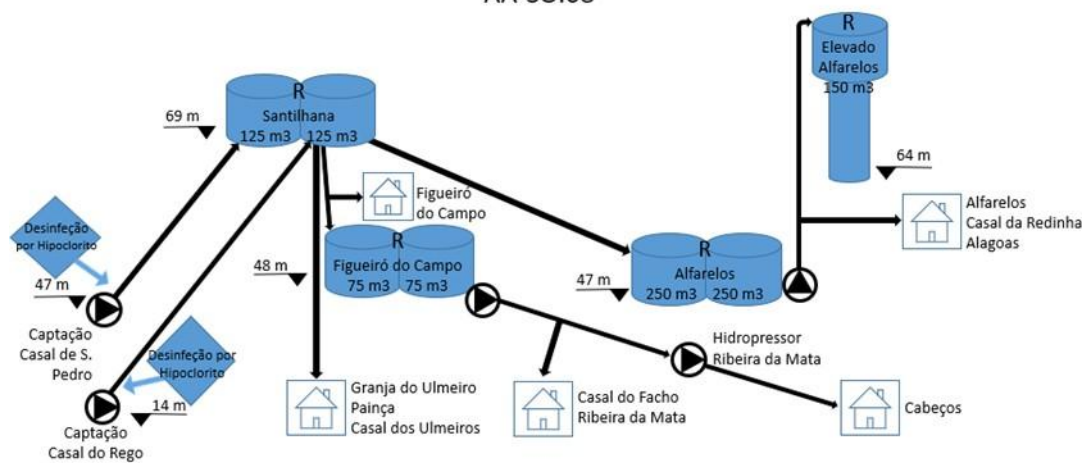 R
Elevado
Alfarelos
150 m3
R
Santilhana
125 m3 125 m3
69 m
64 m
Figueiró
do Campo
Alfarelos
Casal da Redinha
Alagoas
Desinfeção
por Hipoclorito
R
Figueiró do Campo
75 m3 75 m3
R
Alfarelos
250 m3 250 m3
48 m
47 m
47 m
Captação
Casal de S.
Pedro
Desinfeção por
Hipoclorito
Hidropressor
Ribeira da Mata
14 m
Captação
Casal do Rego
Granja do Ulmeiro
Painça
Casal dos Ulmeiros
Casal do Facho
Ribeira da Mata
Cabeços